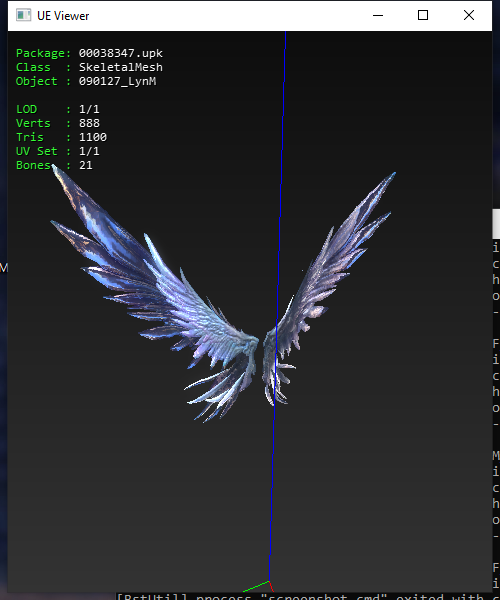 UE Viewer
Package: 00038347.upk
Class : SkeletalMesh
Object : 090127_LynM
LOD : 1/1
Verts : 888
Tris : 1100
UV Set : 1/1
Bones : 21
M
i
c
h
o
-
F
i
c
h
o
-
M
i
c
h
o
-
F
i
[BstUtil] process "screenshot.cmd" exited with c